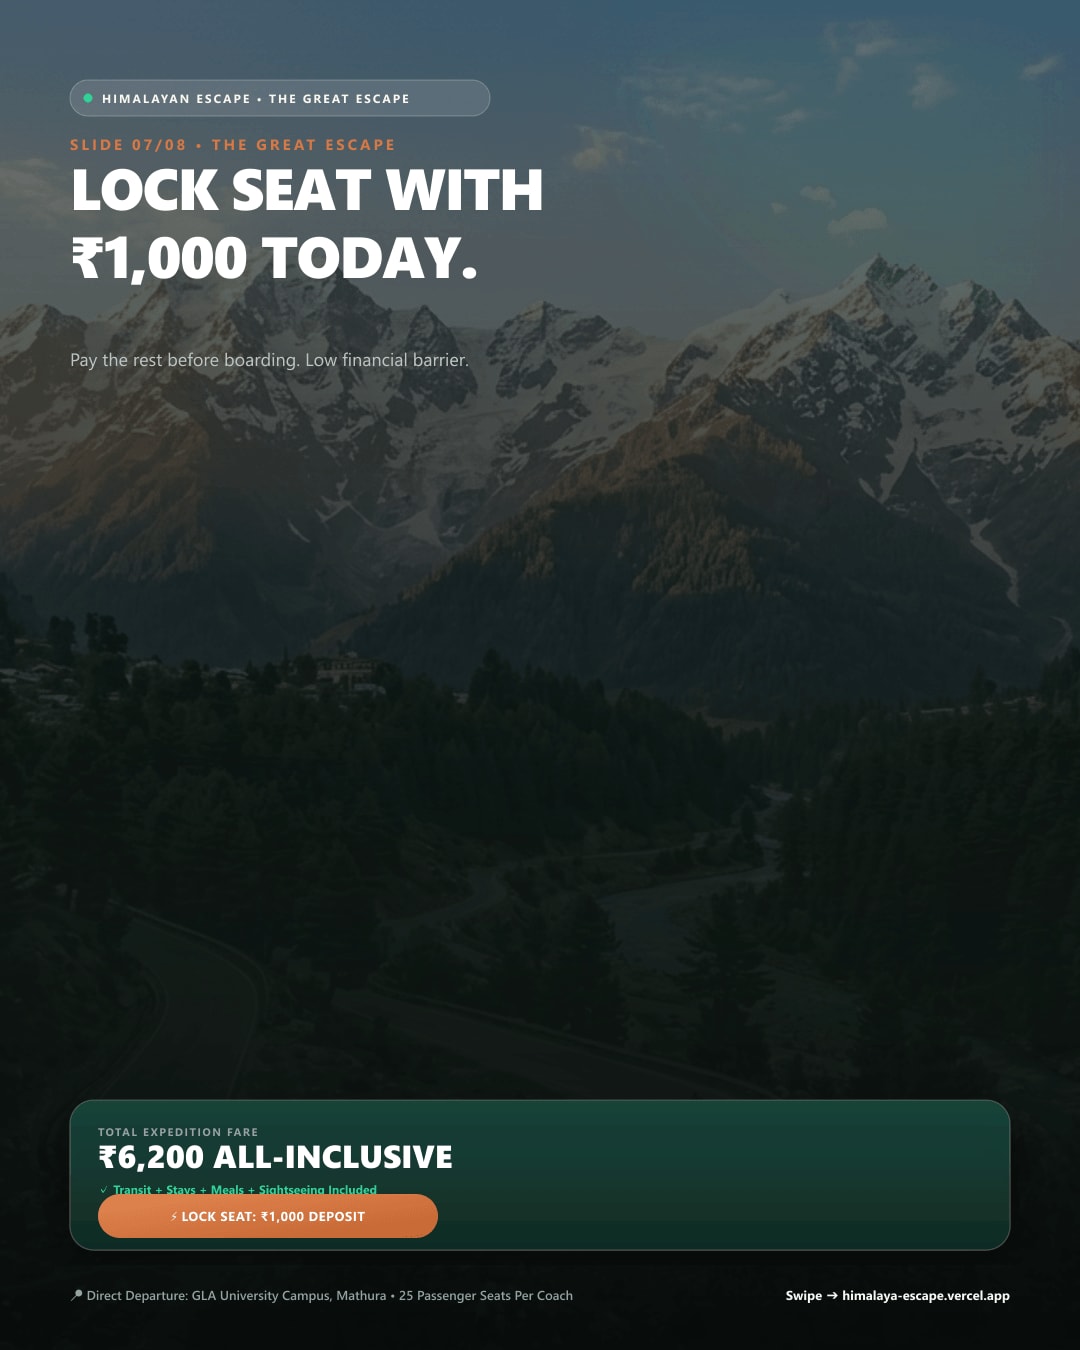 HIMALAYAN ESCAPE • THE GREAT ESCAPE
SLIDE 07/08 • THE GREAT ESCAPE
LOCK SEAT WITH
₹1,000 TODAY.
Pay the rest before boarding. Low financial barrier.
TOTAL EXPEDITION FARE
₹6,200 ALL-INCLUSIVE
✓ Transit + Stays + Meals + Sightseeing Included
⚡ LOCK SEAT: ₹1,000 DEPOSIT
📍 Direct Departure: GLA University Campus, Mathura • 25 Passenger Seats Per Coach
Swipe → himalaya-escape.vercel.app